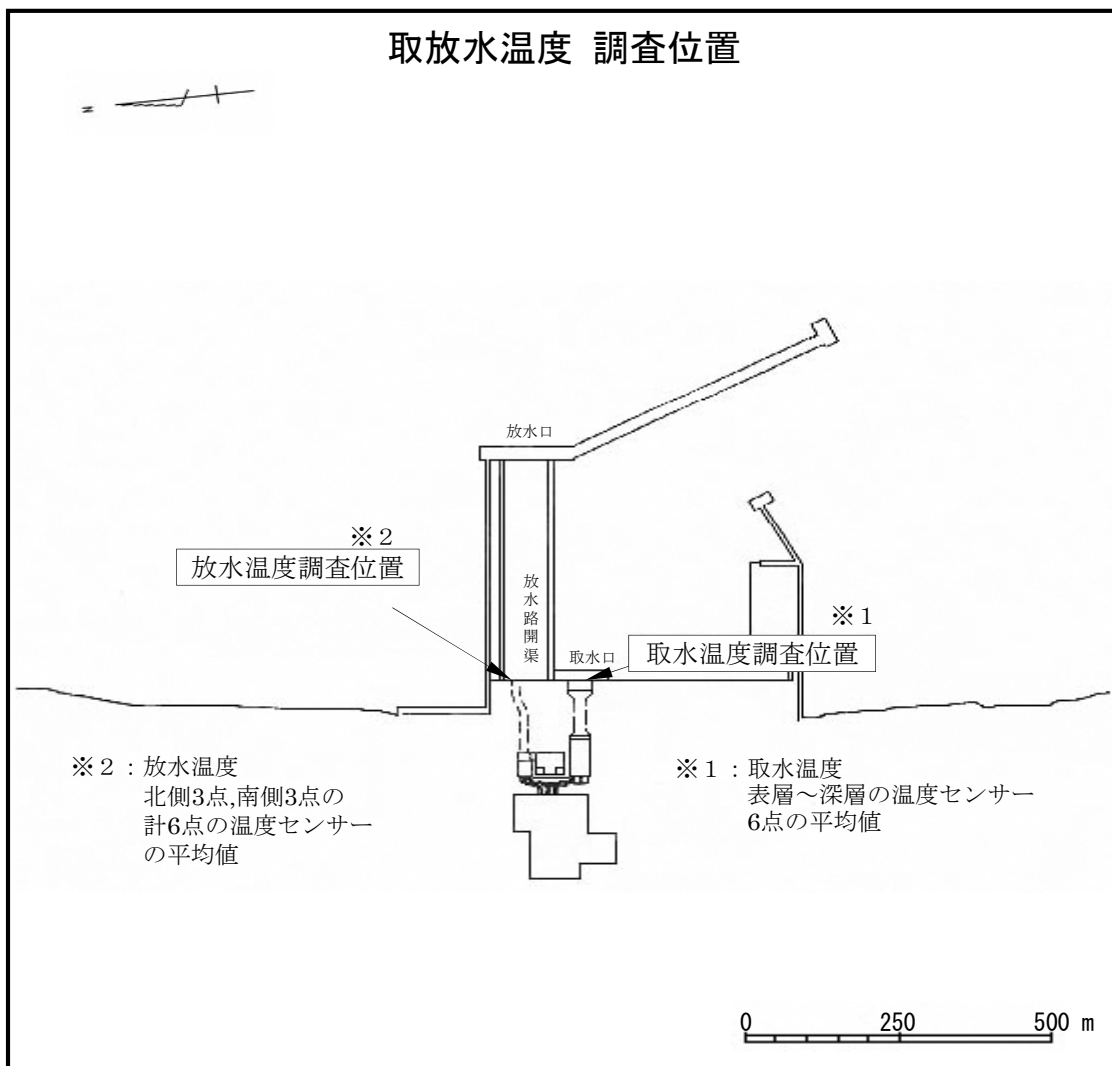 取放水温度 調査位置
N
放水口
※2
放水温度調査位置
放水路開渠
※1
取水口
取水温度調査位置
※2：放水温度
北側3点,南側3点の
計6点の温度センサー
の平均値
※1：取水温度
表層～深層の温度センサー
6点の平均値
0 250 500 m